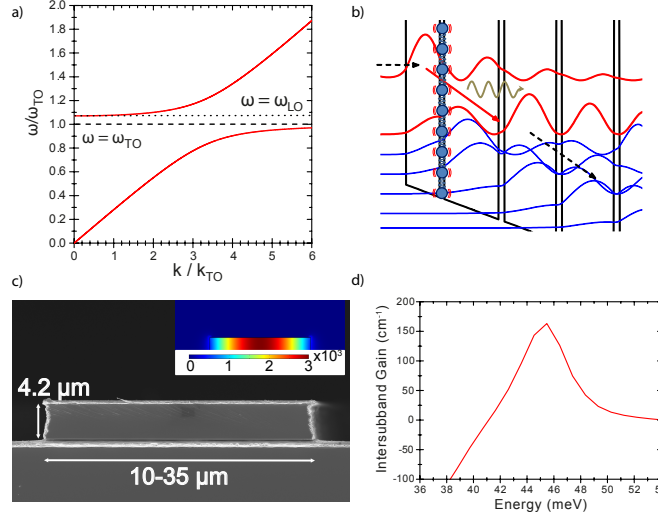 a)
2.0
1.8
1.6
1.4
1.2
1.0
0.8
0.6
0.4
0.2
0.0
ω/ω_TO
ω = ω_LO
ω = ω_TO
0 1 2 3 4 5 6
k / k_TO
b)
c)
0 1 2 3 x10³
4.2 µm
10-35 µm
d)
200
150
100
50
0
-50
-100
Intersubband Gain (cm⁻¹)
36 38 40 42 44 46 48 50 52 54
Energy (meV)